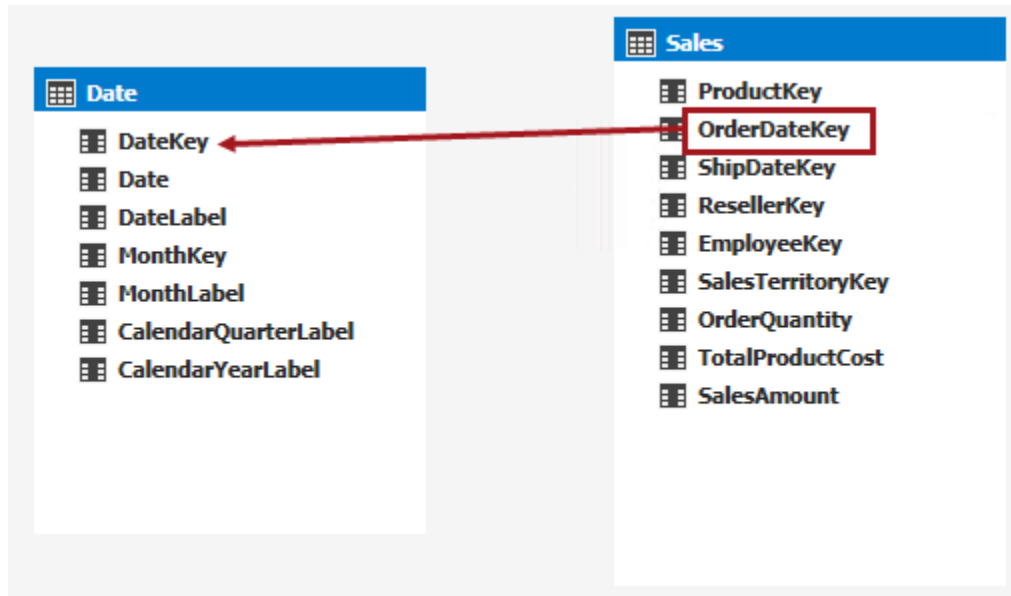 Date
DateKey
Date
DateLabel
MonthKey
MonthLabel
CalendarQuarterLabel
CalendarYearLabel
Sales
ProductKey
OrderDateKey
ShipDateKey
ResellerKey
EmployeeKey
SalesTerritoryKey
OrderQuantity
TotalProductCost
SalesAmount